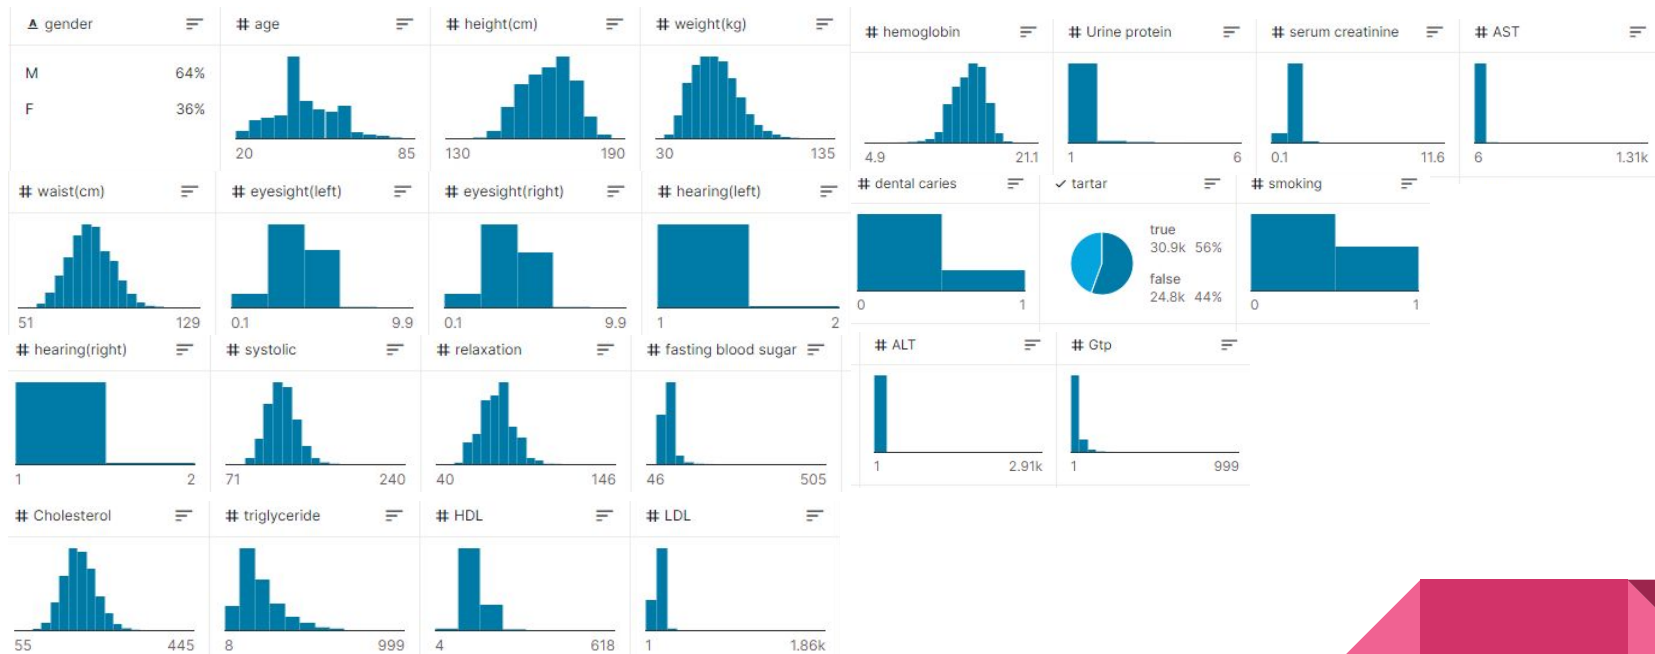 gender
M 64%
F 36%
# age
20 85
# height(cm)
130 190
# weight(kg)
30 135
# hemoglobin
4.9 21.1
# Urine protein
1 6
# serum creatinine
0.1 11.6
# AST
6 1.31k
# waist(cm)
51 129
# eyesight(left)
0.1 9.9
# eyesight(right)
0.1 9.9
# hearing(left)
1 2
# dental caries
0 1
tartar
true
30.9k 56%
false
24.8k 44%
# smoking
0 1
# hearing(right)
1 2
# systolic
71 240
# relaxation
40 146
# fasting blood sugar
46 505
# ALT
1 2.91k
# Gtp
1 999
# Cholesterol
55 445
# triglyceride
8 999
# HDL
4 618
# LDL
1 1.86k